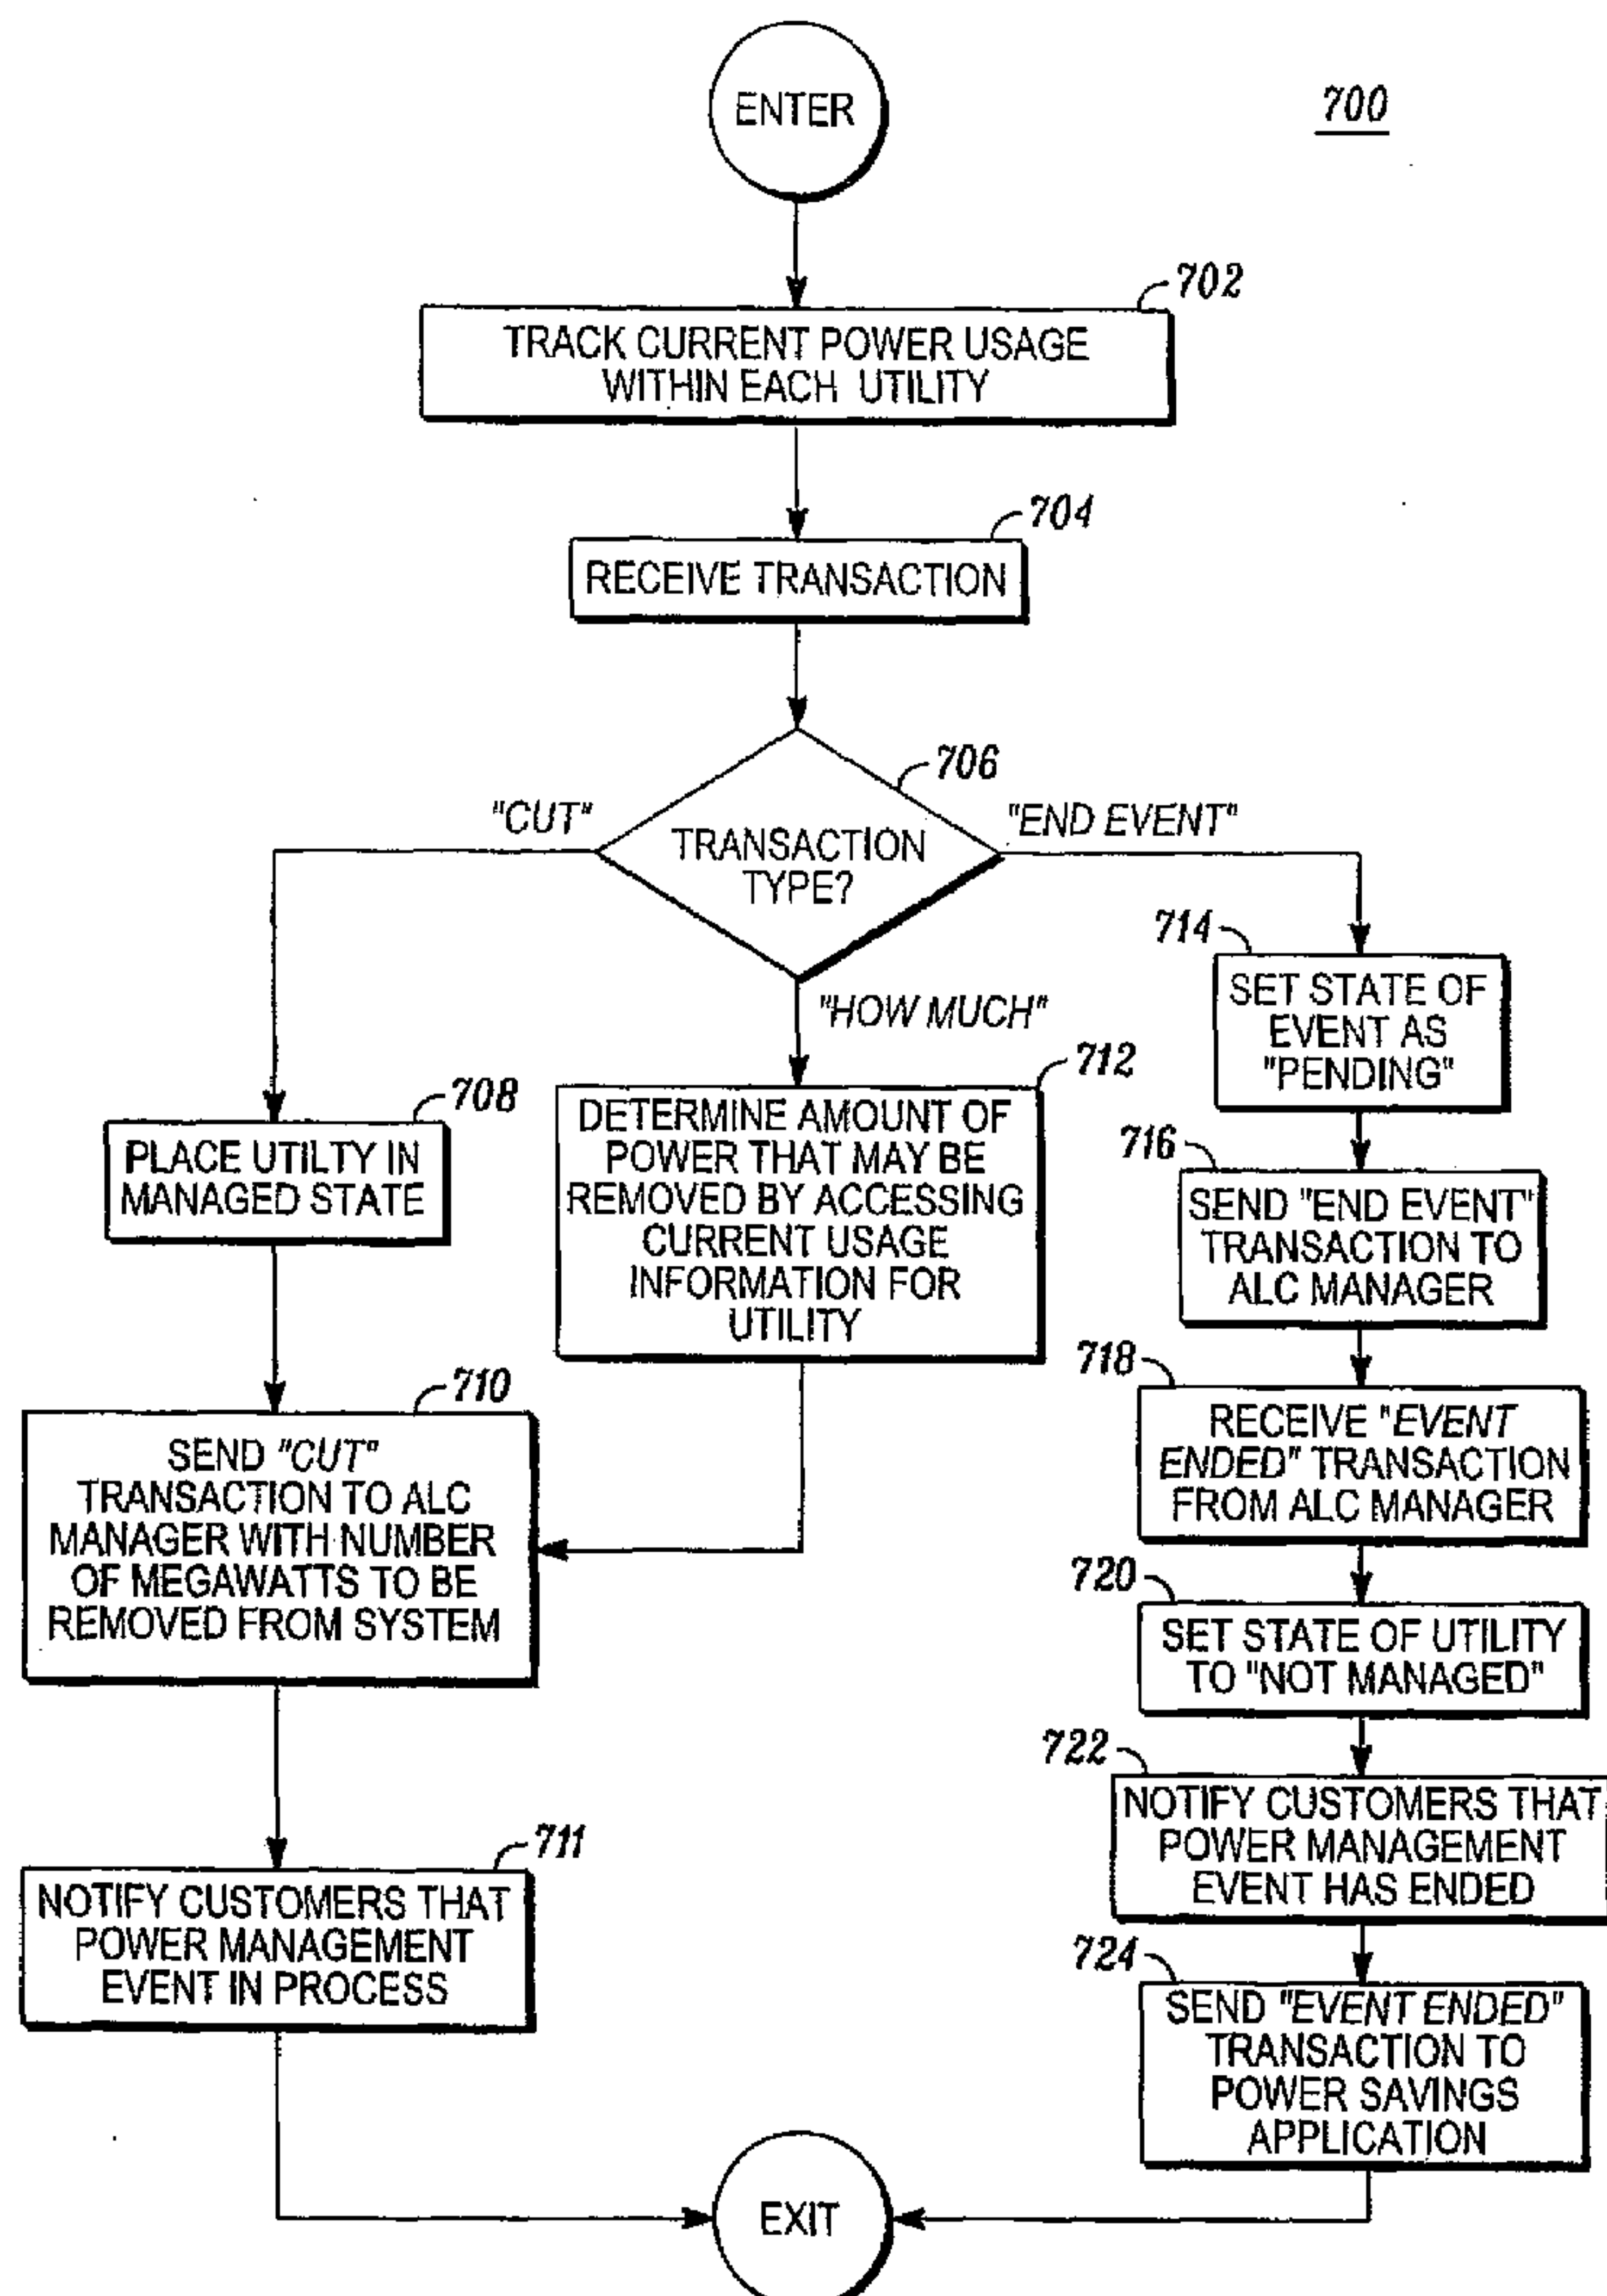 ENTER
700
702
TRACK CURRENT POWER USAGE
WITHIN EACH UTILITY
704
RECEIVE TRANSACTION
706
"CUT"
TRANSACTION
TYPE?
"END EVENT"
"HOW MUCH"
708
PLACE UTILTY IN
MANAGED STATE
712
DETERMINE AMOUNT OF
POWER THAT MAY BE
REMOVED BY ACCESSING
CURRENT USAGE
INFORMATION FOR
UTILITY
710
SEND "CUT"
TRANSACTION TO ALC
MANAGER WITH NUMBER
OF MEGAWATTS TO BE
REMOVED FROM SYSTEM
711
NOTIFY CUSTOMERS THAT
POWER MANAGEMENT
EVENT IN PROCESS
714
SET STATE OF
EVENT AS
"PENDING"
716
SEND "END EVENT"
TRANSACTION TO
ALC MANAGER
718
RECEIVE "EVENT
ENDED" TRANSACTION
FROM ALC MANAGER
720
SET STATE OF UTILITY
TO "NOT MANAGED"
722
NOTIFY CUSTOMERS THAT
POWER MANAGEMENT
EVENT HAS ENDED
724
SEND "EVENT ENDED"
TRANSACTION TO
POWER SAVINGS
APPLICATION
EXIT